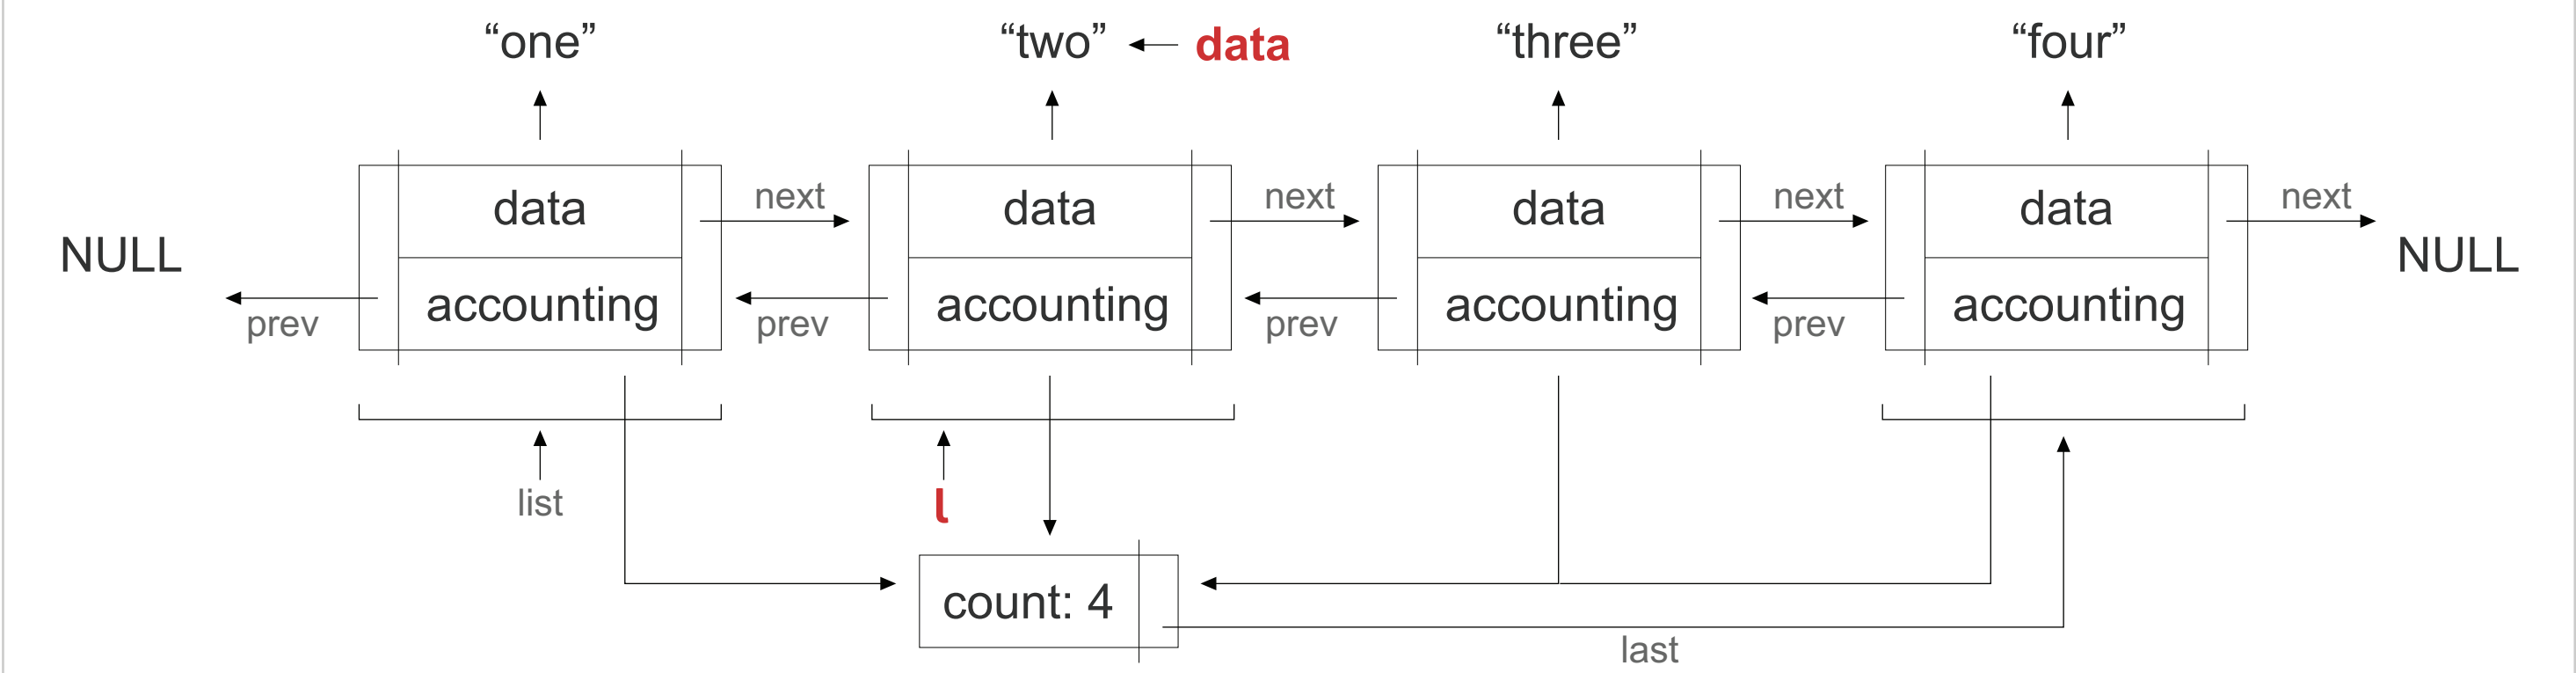 “one” “two” data “three” “four”
data next data next data next data next
NULL NULL
accounting accounting accounting accounting
prev prev prev prev
list l
count: 4
last